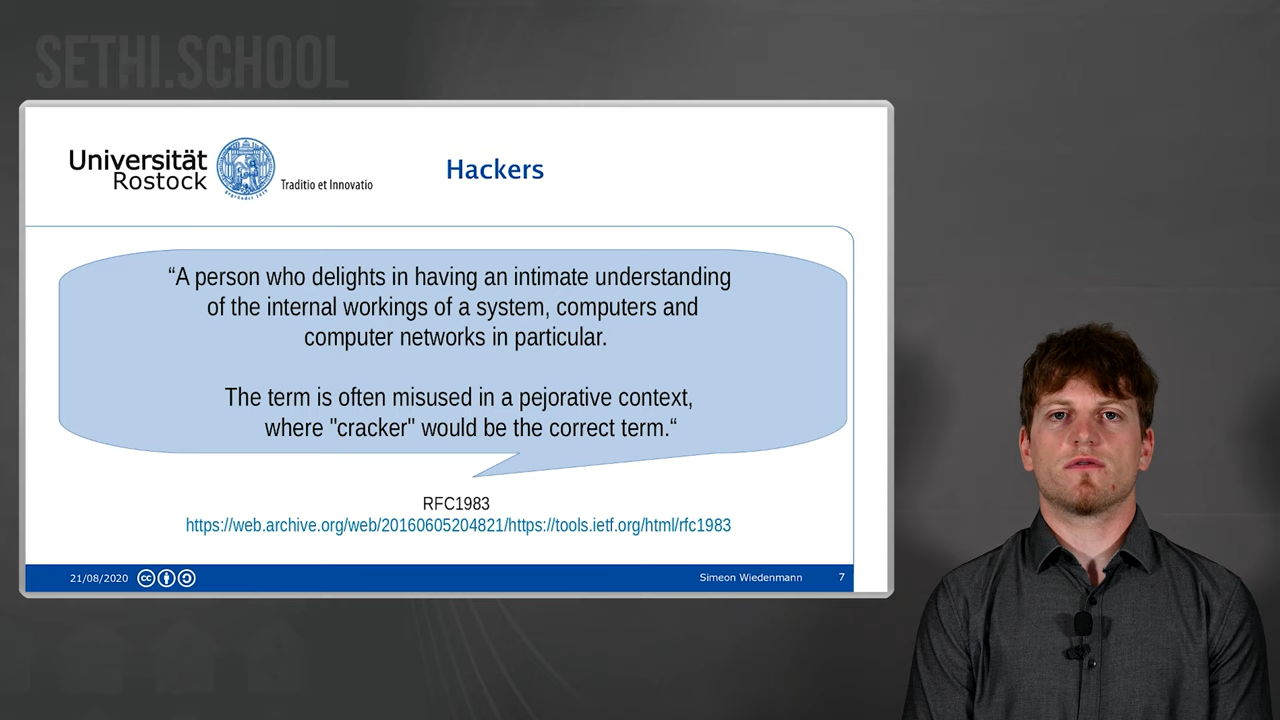 SETHI.SCHOOL
Universität
Rostock
Traditio et Innovatio
Hackers
“A person who delights in having an intimate understanding
of the internal workings of a system, computers and
computer networks in particular.
The term is often misused in a pejorative context,
where "cracker" would be the correct term.“
RFC1983
https://web.archive.org/web/20160605204821/https://tools.ietf.org/html/rfc1983
21/08/2020
Simeon Wiedenmann
7